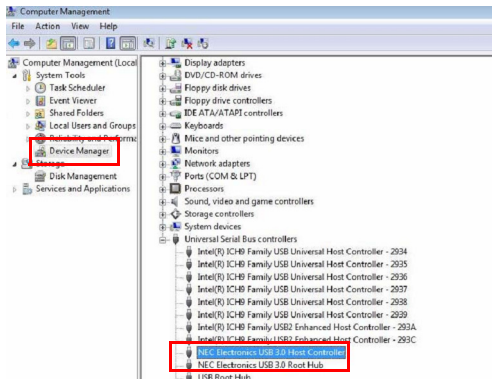 Computer Management
File Action View Help
Computer Management (Local
System Tools
Task Scheduler
Event Viewer
Shared Folders
Local Users and Groups
Reliability and Performa
Device Manager
Storage
Disk Management
Services and Applications
Display adapters
DVD/CD-ROM drives
Floppy disk drives
Floppy drive controllers
IDE ATA/ATAPI controllers
Keyboards
Mice and other pointing devices
Monitors
Network adapters
Ports (COM & LPT)
Processors
Sound, video and game controllers
Storage controllers
System devices
Universal Serial Bus controllers
Intel(R) ICH9 Family USB Universal Host Controller - 2934
Intel(R) ICH9 Family USB Universal Host Controller - 2935
Intel(R) ICH9 Family USB Universal Host Controller - 2936
Intel(R) ICH9 Family USB Universal Host Controller - 2937
Intel(R) ICH9 Family USB Universal Host Controller - 2938
Intel(R) ICH9 Family USB Universal Host Controller - 2939
Intel(R) ICH9 Family USB2 Enhanced Host Controller - 293A
Intel(R) ICH9 Family USB2 Enhanced Host Controller - 293C
NEC Electronics USB 3.0 Host Controller
NEC Electronics USB 3.0 Root Hub
USB Root Hub